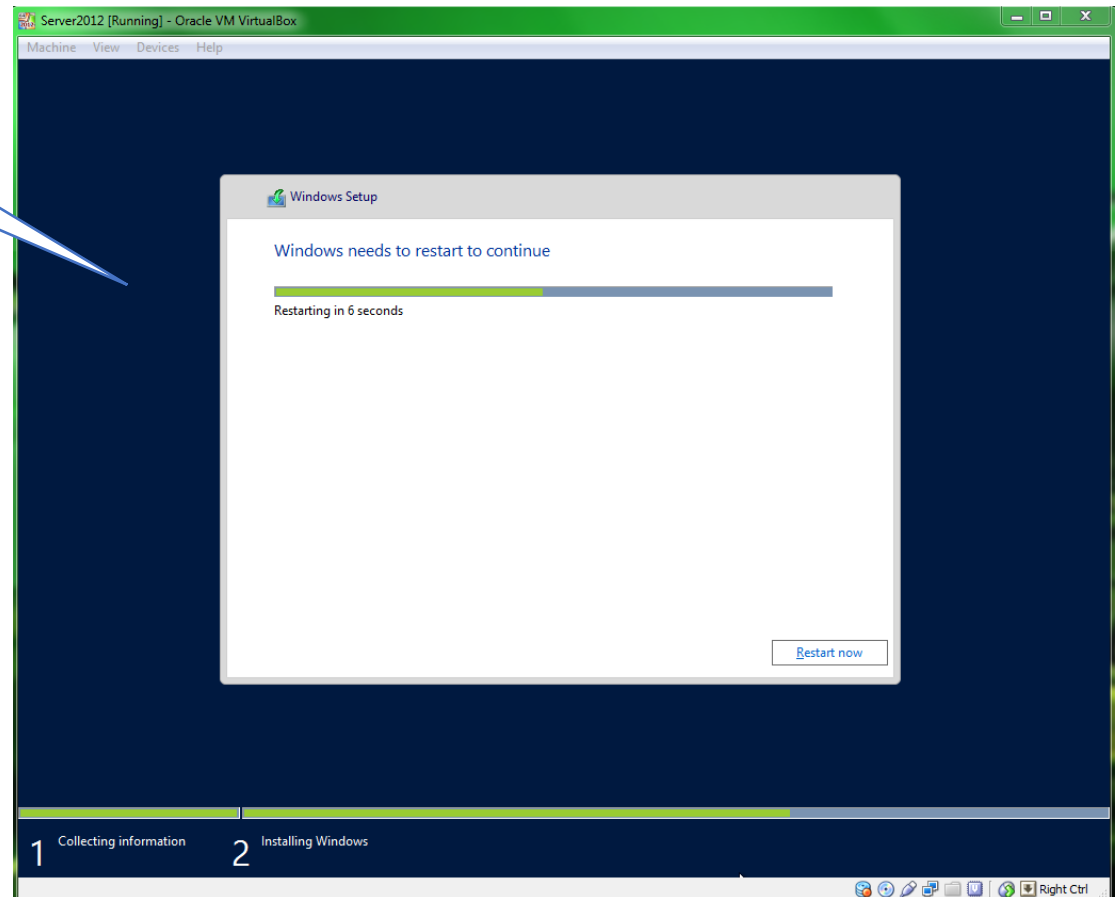 Server2012 [Running] - Oracle VM VirtualBox
Machine View Devices Help
Windows Setup
Windows needs to restart to continue
Restarting in 6 seconds
Restart now
1 Collecting information 2 Installing Windows
Right Ctrl